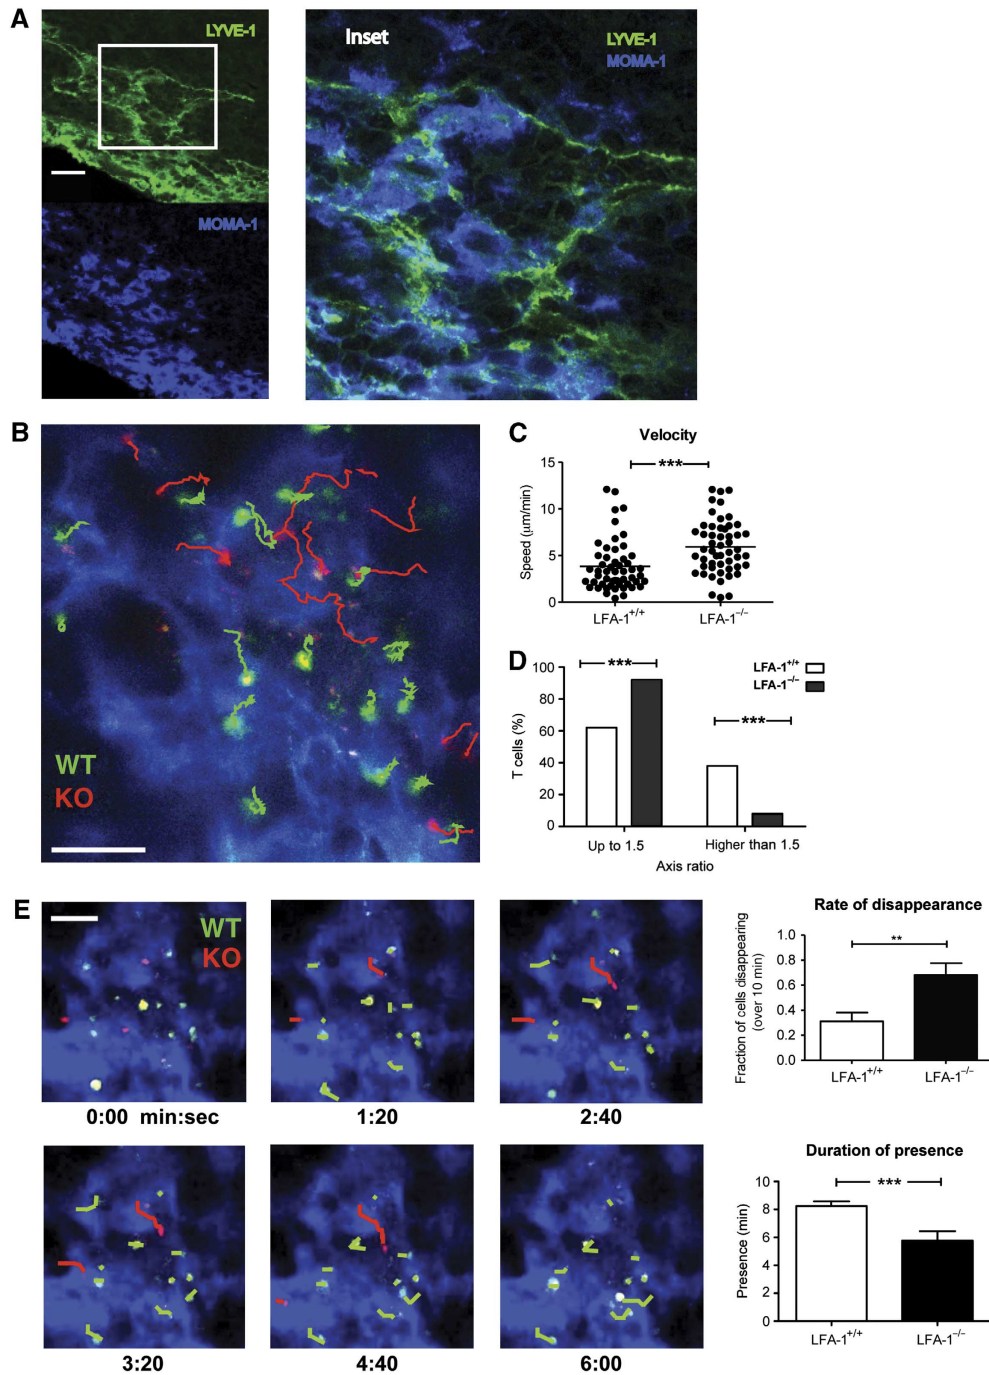 A
LYVE-1
MOMA-1
Inset
LYVE-1
MOMA-1
B
WT
KO
C
Velocity
***
15
10
5
0
Speed (µm/min)
LFA-1+/+
LFA-1−/−
D
***
***
LFA-1+/+
LFA-1−/−
100
80
60
40
20
0
T cells (%)
Up to 1.5
Higher than 1.5
Axis ratio
E
WT
KO
0:00 min:sec
1:20
2:40
3:20
4:40
6:00
Rate of disappearance
**
1.0
0.8
0.6
0.4
0.2
0.0
Fraction of cells disappearing
(over 10 min)
LFA-1+/+
LFA-1−/−
Duration of presence
***
10
8
6
4
2
0
Presence (min)
LFA-1+/+
LFA-1−/−